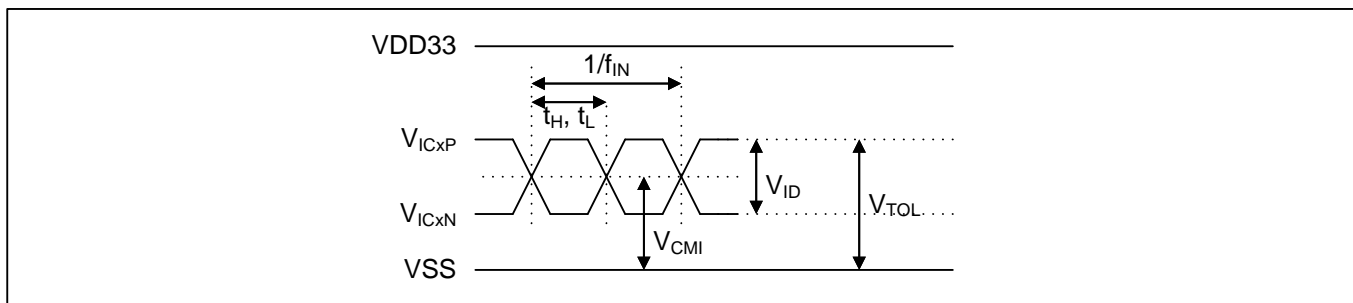 VDD33
1/fIN
tH, tL
VICxP
VID
VTOL
VICxN
VCMI
VSS